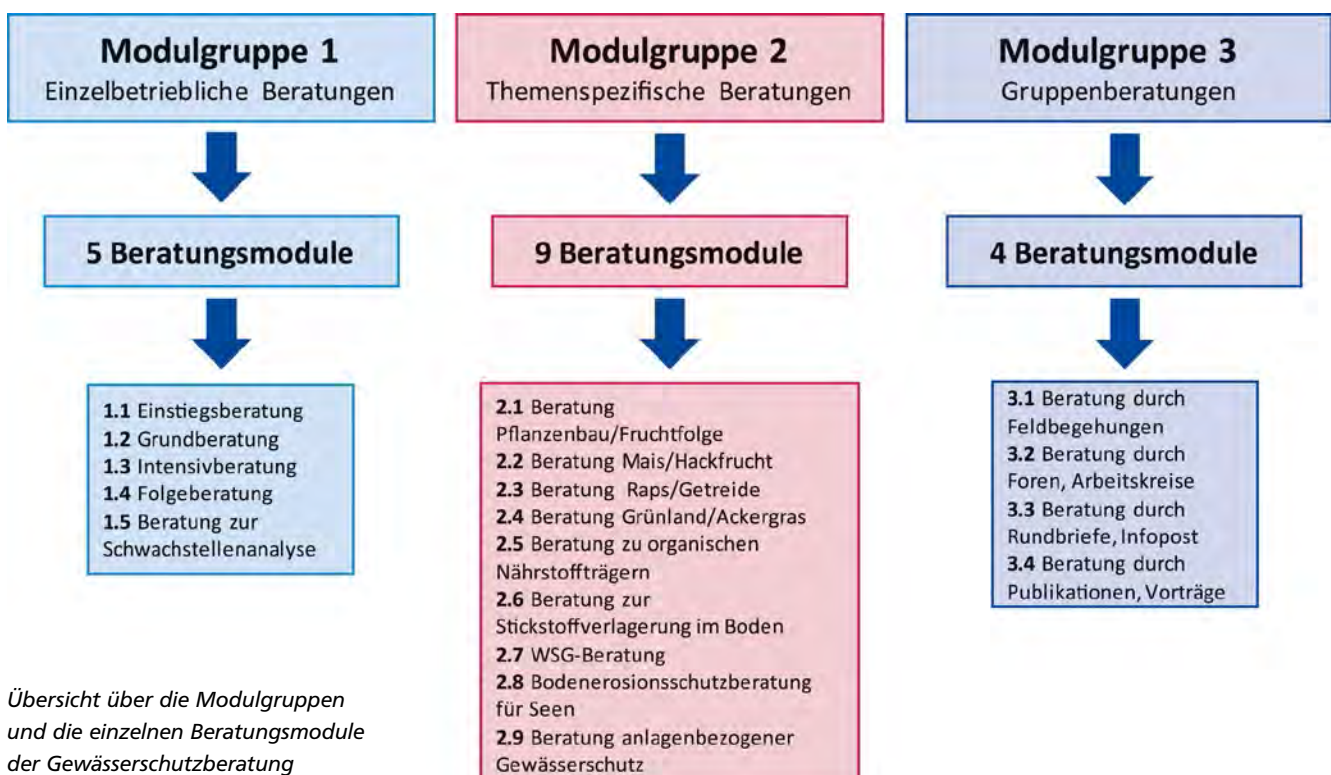 Modulgruppe 1
Einzelbetriebliche Beratungen
5 Beratungsmodule
1.1 Einstiegsberatung
1.2 Grundberatung
1.3 Intensivberatung
1.4 Folgeberatung
1.5 Beratung zur
Schwachstellenanalyse
Modulgruppe 2
Themenspezifische Beratungen
9 Beratungsmodule
2.1 Beratung
Pflanzenbau/Fruchtfolge
2.2 Beratung Mais/Hackfrucht
2.3 Beratung Raps/Getreide
2.4 Beratung Grünland/Ackergras
2.5 Beratung zu organischen
Nährstoffträgern
2.6 Beratung zur
Stickstoffverlagerung im Boden
2.7 WSG-Beratung
2.8 Bodenerosionsschutzberatung
für Seen
2.9 Beratung anlagenbezogener
Gewässerschutz
Modulgruppe 3
Gruppenberatungen
4 Beratungsmodule
3.1 Beratung durch
Feldbegehungen
3.2 Beratung durch
Foren, Arbeitskreise
3.3 Beratung durch
Rundbriefe, Infopost
3.4 Beratung durch
Publikationen, Vorträge
Übersicht über die Modulgruppen
und die einzelnen Beratungsmodule
der Gewässerschutzberatung